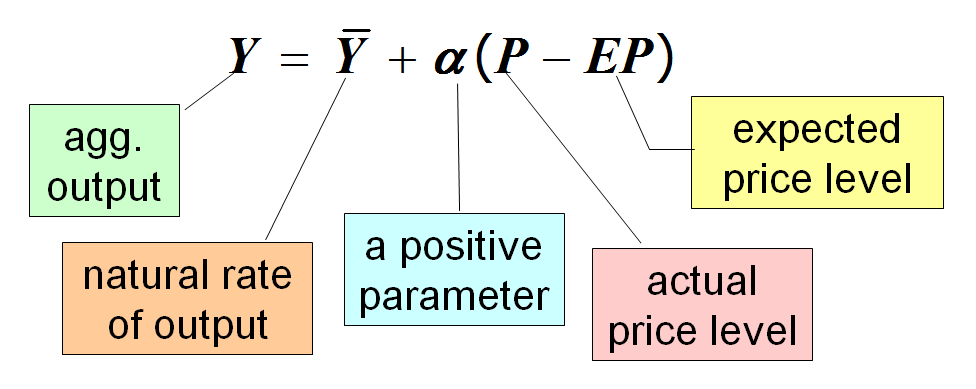 Y = Ȳ + α(P − EP)
agg.
output
expected
price level
natural rate
of output
a positive
parameter
actual
price level